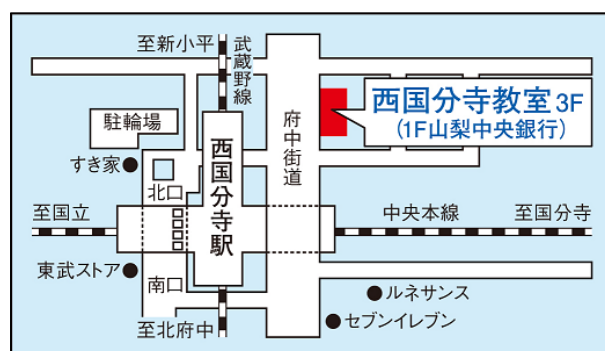 至新小平
武蔵野線
西国分寺教室3F
(1F山梨中央銀行)
駐輪場
府中街道
すき家
北口
西国分寺駅
至国立
中央本線
至国分寺
東武ストア
南口
ルネサンス
セブンイレブン
至北府中